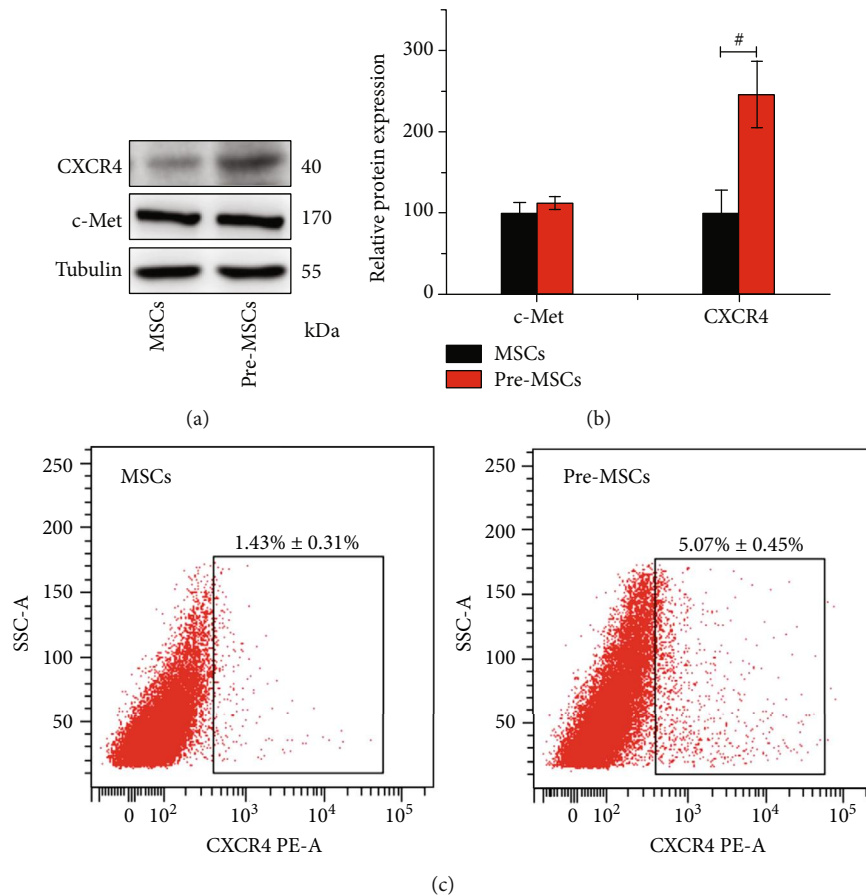 CXCR4
40
c-Met
170
Tubulin
55
MSCs
Pre-MSCs
kDa
(a)
Relative protein expression
300
200
100
0
#
c-Met
CXCR4
MSCs
Pre-MSCs
(b)
250
200
150
100
50
SSC-A
MSCs
1.43% ± 0.31%
0 10² 10³ 10⁴ 10⁵
CXCR4 PE-A
250
200
150
100
50
SSC-A
Pre-MSCs
5.07% ± 0.45%
0 10² 10³ 10⁴ 10⁵
CXCR4 PE-A
(c)